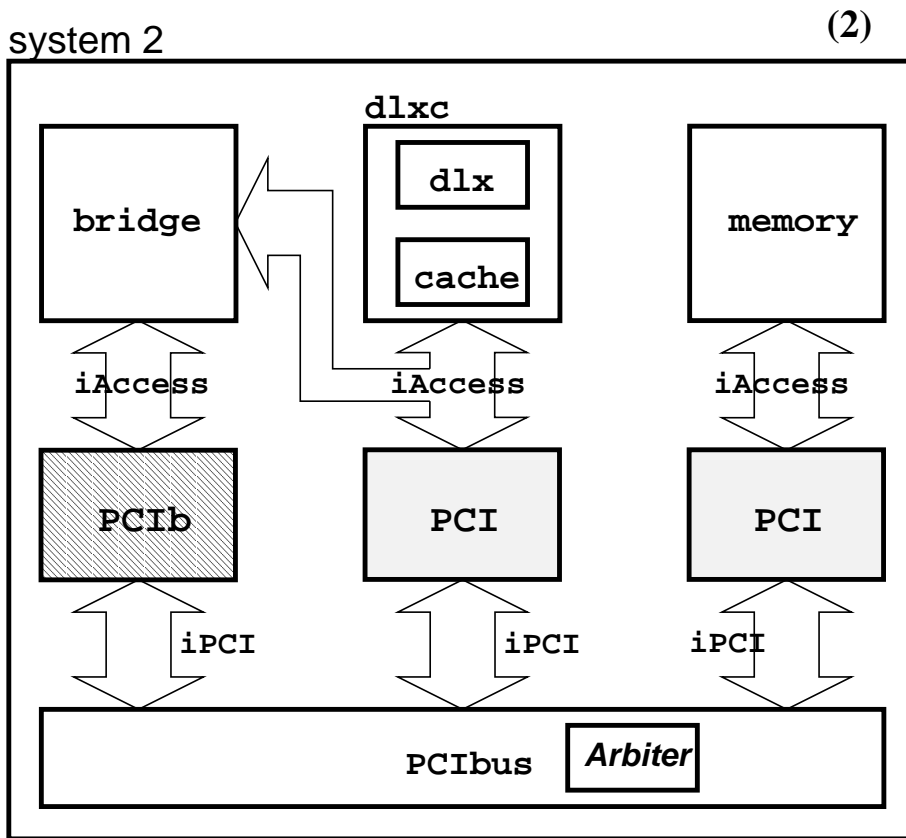 (2)
system 2
dlxc
dlx
bridge
memory
cache
iAccess
iAccess
iAccess
PCIb
PCI
PCI
iPCI
iPCI
iPCI
PCIbus
Arbiter